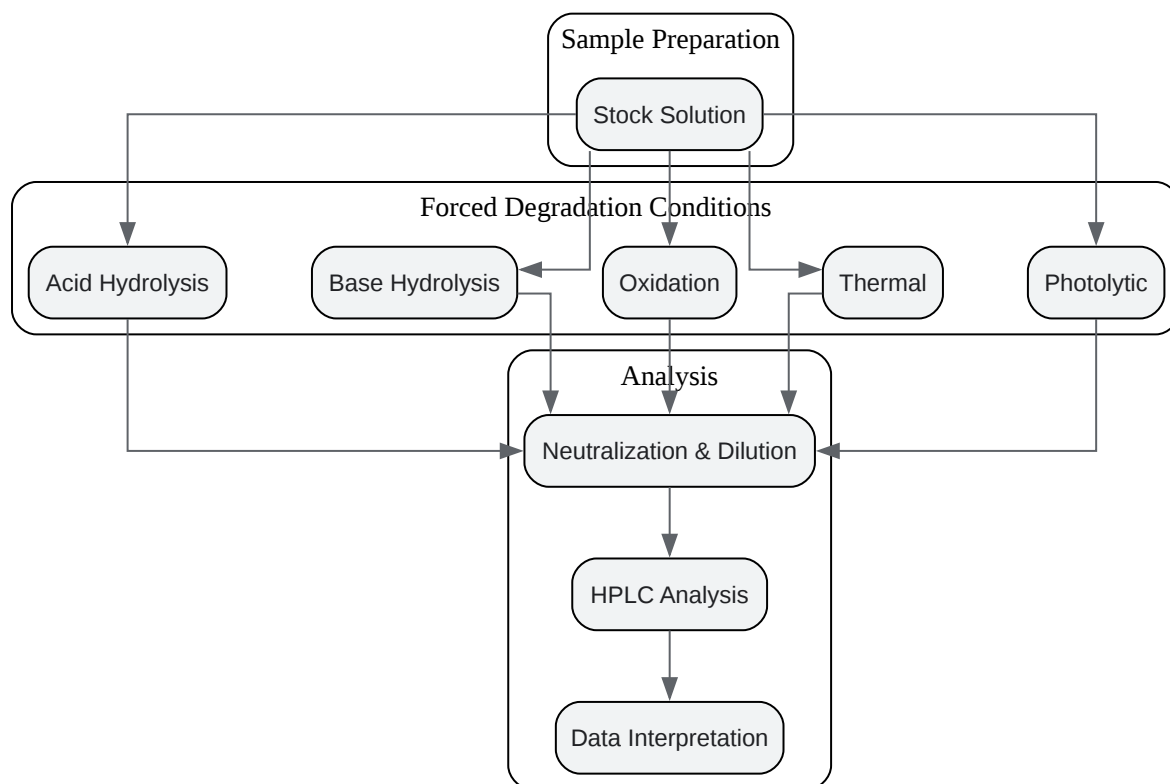 Sample Preparation
Stock Solution
Forced Degradation Conditions
Acid Hydrolysis
Base Hydrolysis
Oxidation
Thermal
Photolytic
Analysis
Neutralization & Dilution
HPLC Analysis
Data Interpretation